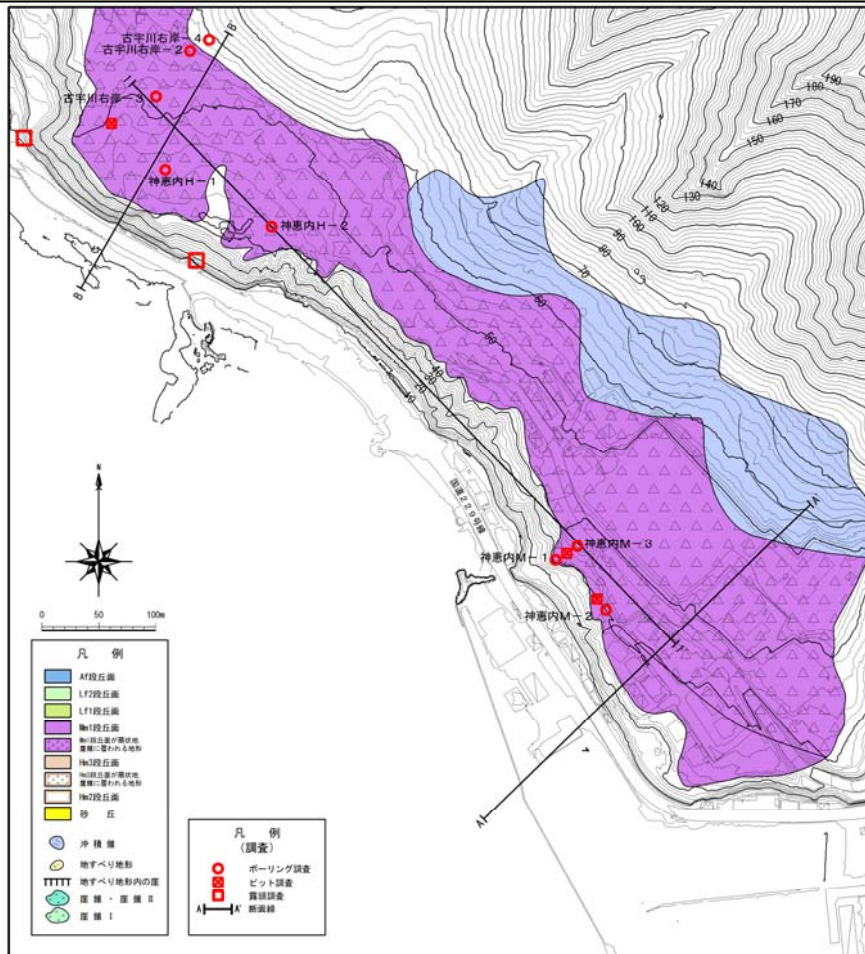 古宇川右岸－4
古宇川右岸－2
古宇川右岸－3
神恵内H－1
神恵内H－2
神恵内M－3
神恵内M－1
神恵内M－2
国道229号線
B
B'
A
A'
190
180
170
160
150
140
130
120
110
100
90
80
70
60
50
40
30
20
10
N
0 50 100m
凡 例
Af段丘面
Lf2段丘面
Lf1段丘面
Mm1段丘面
Mm1段丘面が扇状地
崖錐に覆われる地形
Hm3段丘面
Hm3段丘面が扇状地
崖錐に覆われる地形
Hm2段丘面
砂 丘
沖 積 錐
地すべり地形
地すべり地形内の崖
崖 錐 ・ 崖 錐 II
崖 錐 I
凡 例
(調査)
ボーリング調査
ピット調査
露頭調査
A A' 断面線